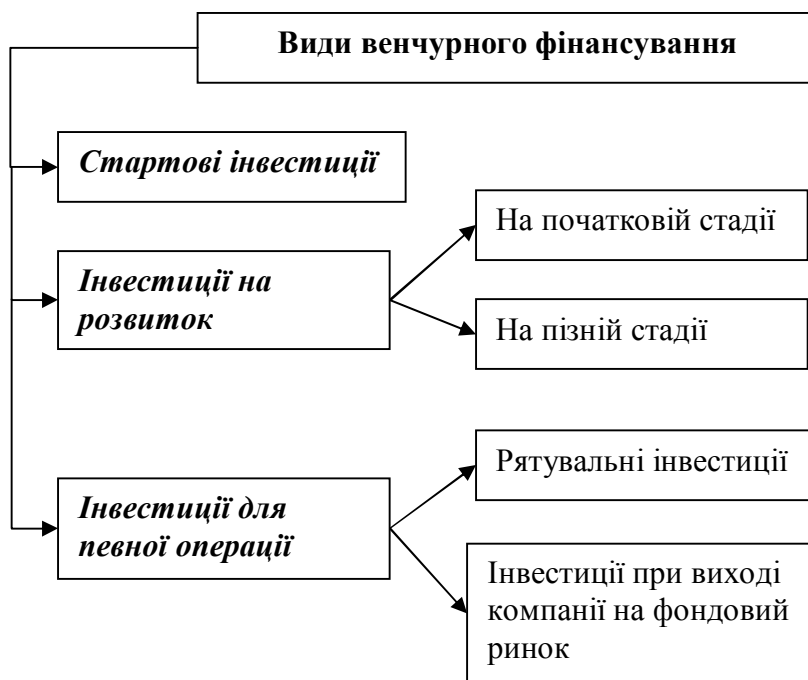 Види венчурного фінансування
Стартові інвестиції
Інвестиції на
розвиток
На початковій стадії
На пізній стадії
Інвестиції для
певної операції
Рятувальні інвестиції
Інвестиції при виході
компанії на фондовий
ринок